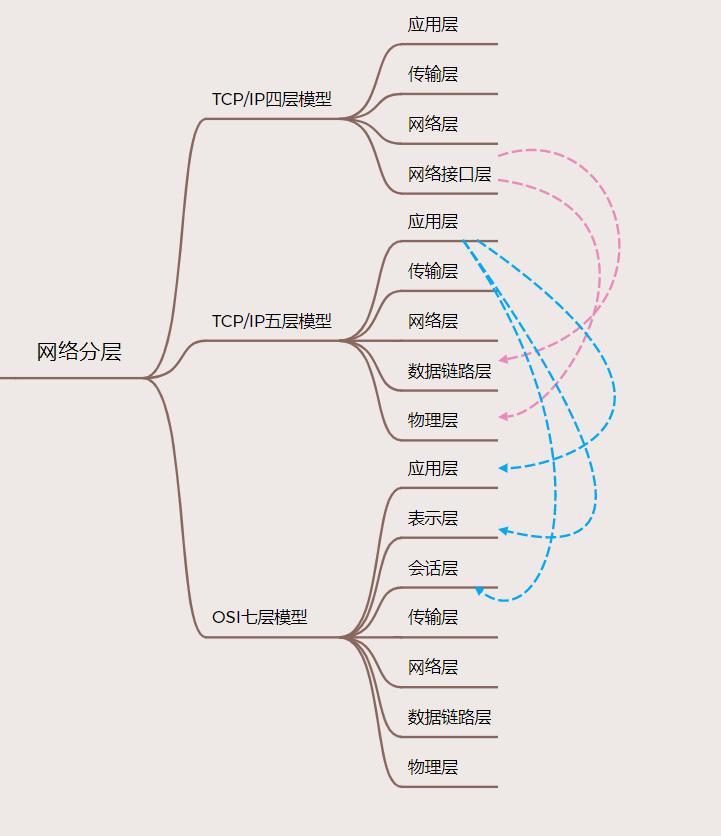 网络分层
TCP/IP四层模型
应用层
传输层
网络层
网络接口层
TCP/IP五层模型
应用层
传输层
网络层
数据链路层
物理层
OSI七层模型
应用层
表示层
会话层
传输层
网络层
数据链路层
物理层